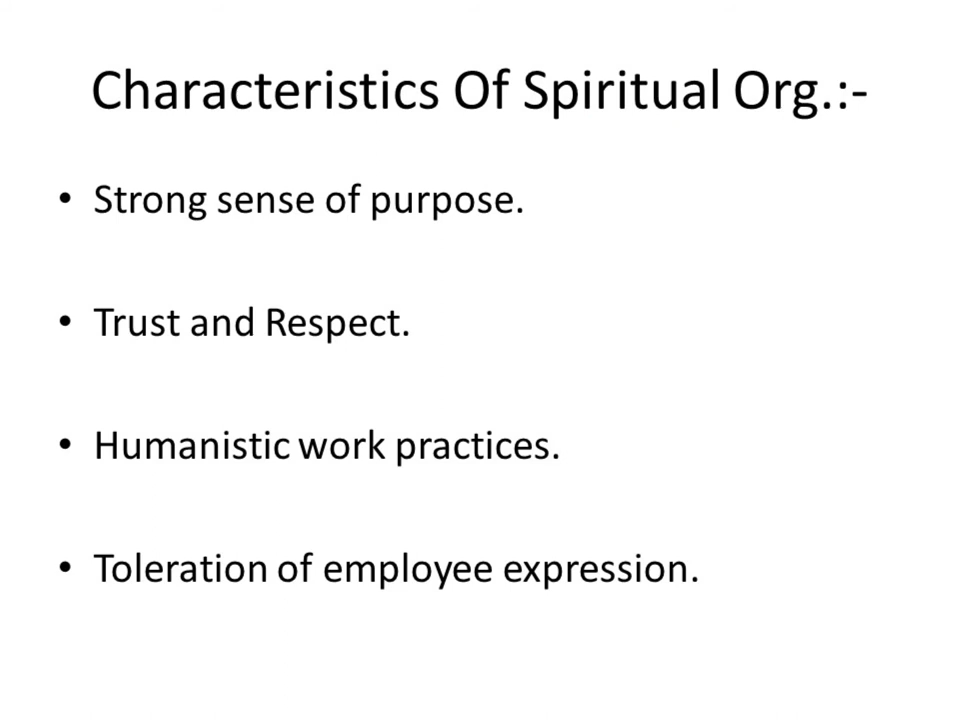 Characteristics Of Spiritual Org.:-
• Strong sense of purpose.
• Trust and Respect.
• Humanistic work practices.
• Toleration of employee expression.